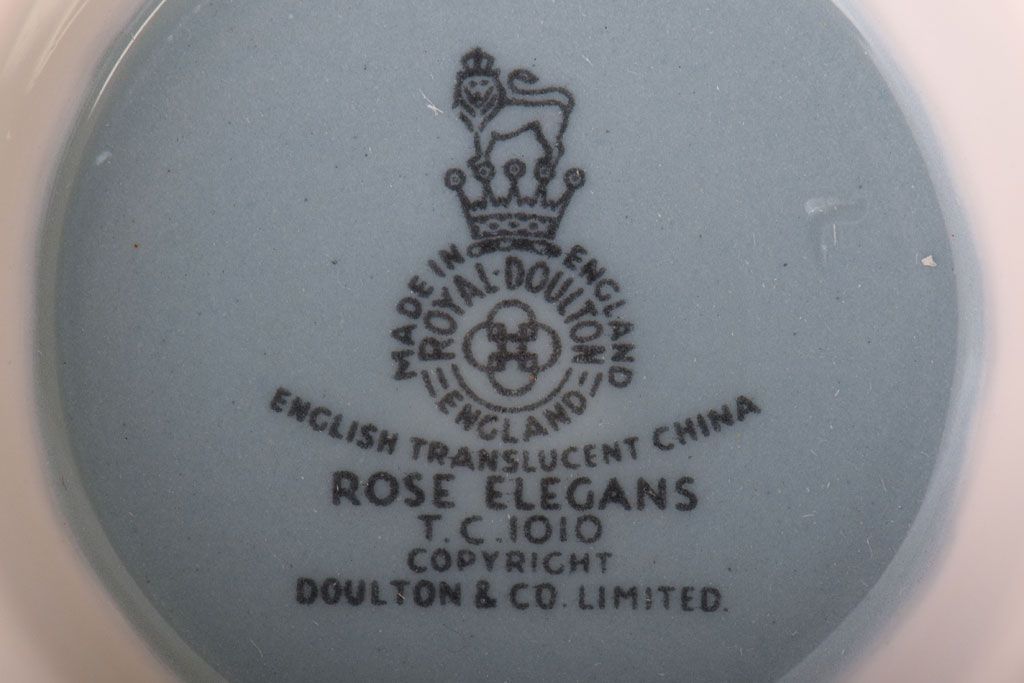 MADE IN ENGLAND
ROYAL·DOULTON
ENGLAND
ENGLISH TRANSLUCENT CHINA
ROSE ELEGANS
T.C.1010
COPYRIGHT
DOULTON & CO. LIMITED.